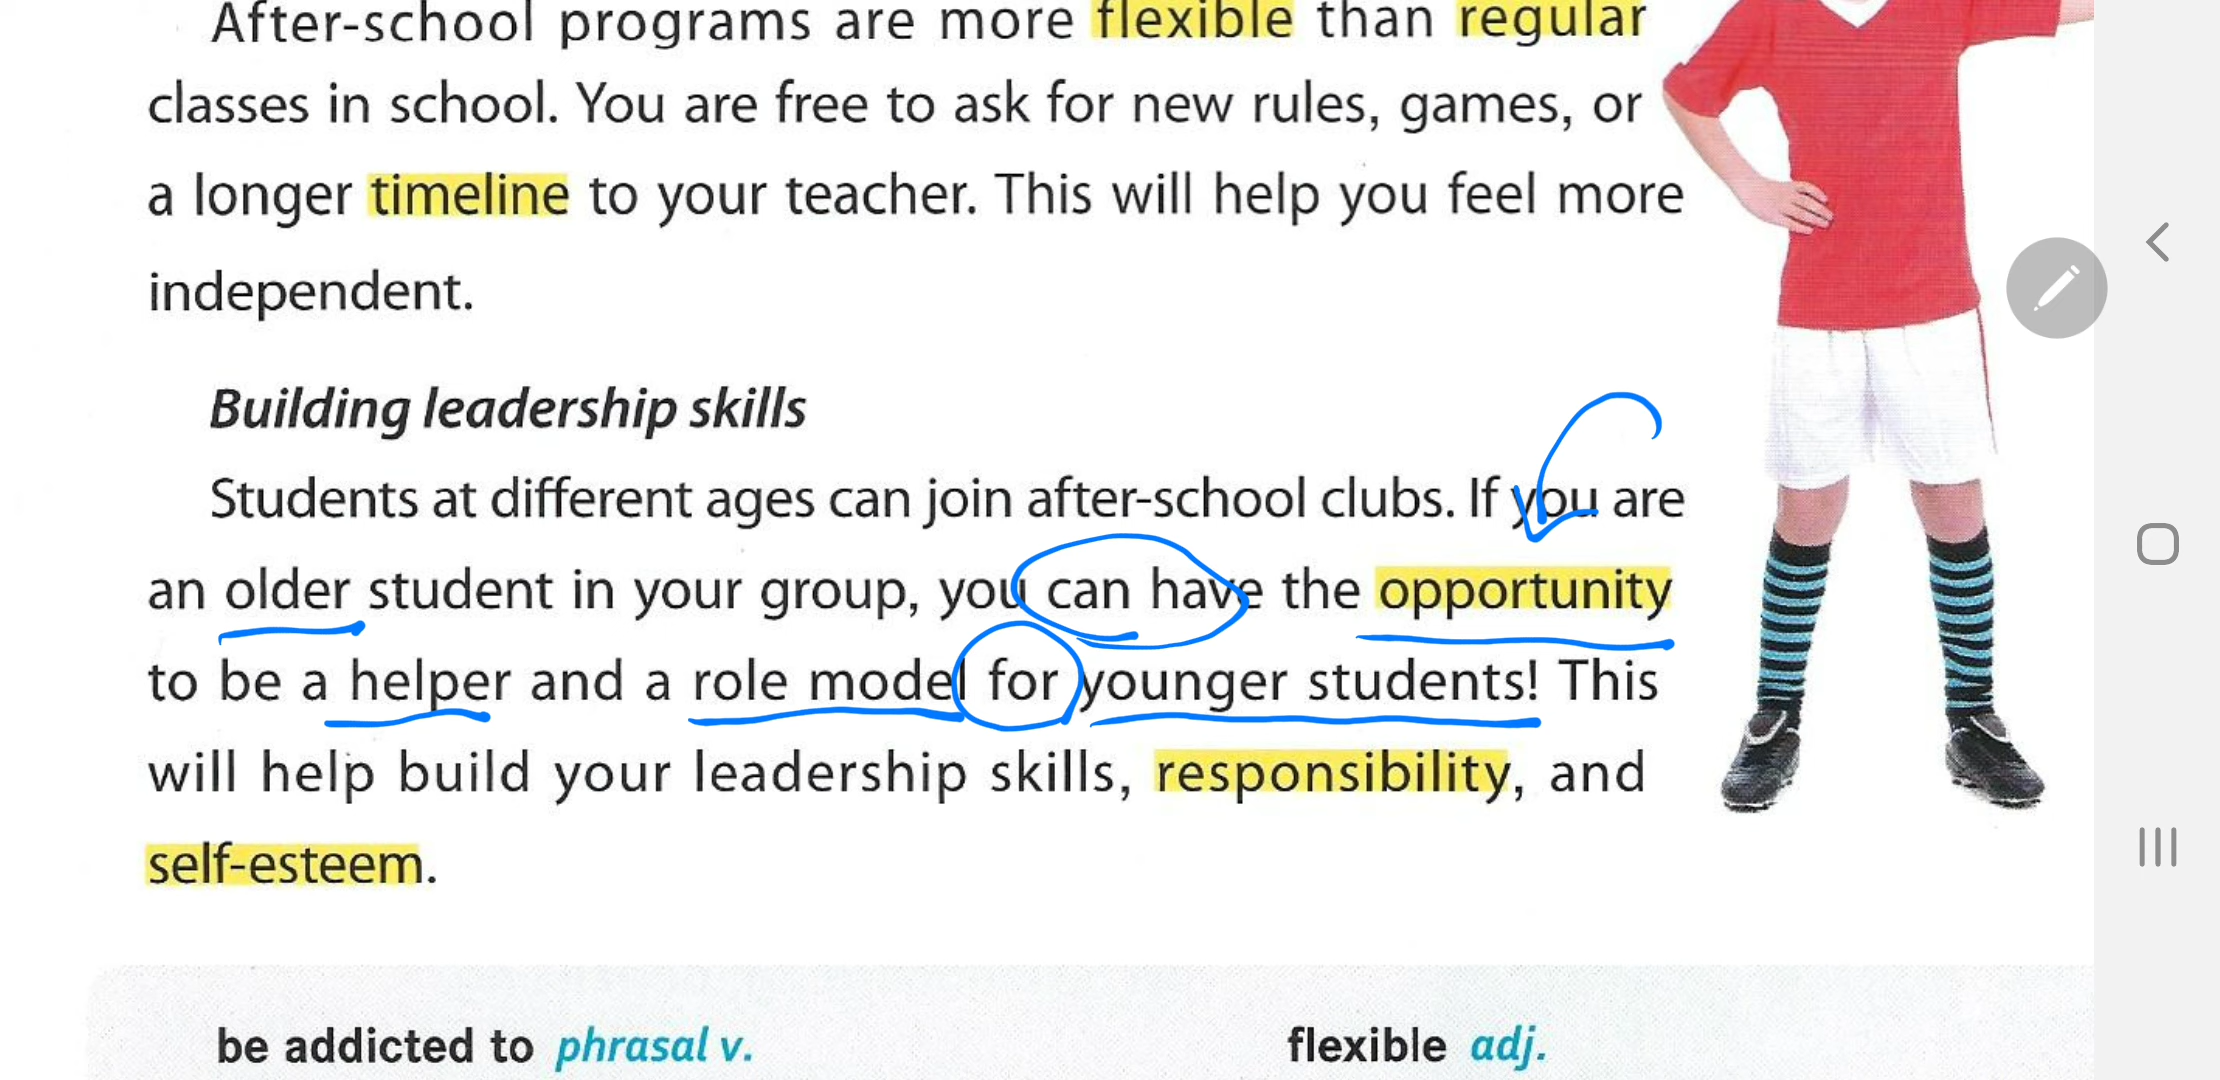 After-school programs are more flexible than regular
classes in school. You are free to ask for new rules, games, or
a longer timeline to your teacher. This will help you feel more
independent.
Building leadership skills
Students at different ages can join after-school clubs. If you are
an older student in your group, you can have the opportunity
to be a helper and a role model for younger students! This
will help build your leadership skills, responsibility, and
self-esteem.
be addicted to phrasal v.
flexible adj.